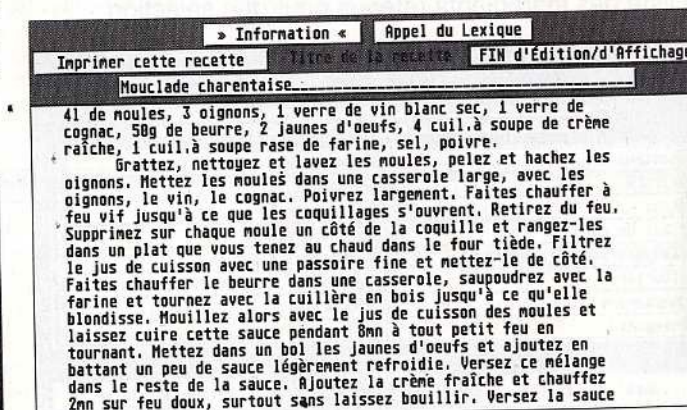 » Information «
Appel du Lexique
Imprimer cette recette
Titre de la recette
FIN d'Édition/d'Affichage
Mouclade charentaise
4l de moules, 3 oignons, 1 verre de vin blanc sec, 1 verre de
cognac, 50g de beurre, 2 jaunes d'oeufs, 4 cuil.à soupe de crème
raîche, 1 cuil.à soupe rase de farine, sel, poivre.
Grattez, nettoyez et lavez les moules, pelez et hachez les
oignons. Mettez les moules dans une casserole large, avec les
oignons, le vin, le cognac. Poivrez largement. Faites chauffer à
feu vif jusqu'à ce que les coquillages s'ouvrent. Retirez du feu.
Supprimez sur chaque moule un côté de la coquille et rangez-les
dans un plat que vous tenez au chaud dans le four tiède. Filtrez
le jus de cuisson avec une passoire fine et mettez-le de côté.
Faites chauffer le beurre dans une casserole, saupoudrez avec la
farine et tournez avec la cuillère en bois jusqu'à ce qu'elle
blondisse. Mouillez alors avec le jus de cuisson des moules et
laissez cuire cette sauce pendant 8mn à tout petit feu en
tournant. Mettez dans un bol les jaunes d'oeufs et ajoutez en
battant un peu de sauce légèrement refroidie. Versez ce mélange
dans le reste de la sauce. Ajoutez la crème fraîche et chauffez
2mn sur feu doux, surtout sans laissez bouillir. Versez la sauce